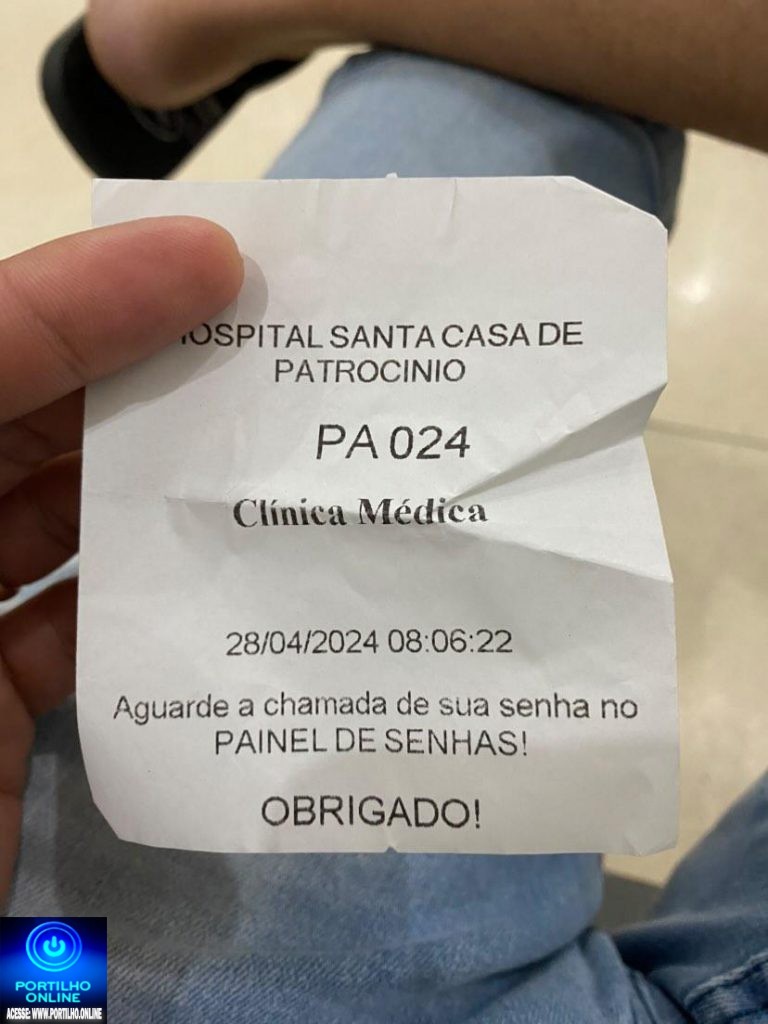 HOSPITAL SANTA CASA DE
PATROCINIO
PA 024
Clínica Médica
28/04/2024 08:06:22
Aguarde a chamada de sua senha no
PAINEL DE SENHAS!
OBRIGADO!
PORTILHO
ONLINE
ACESSE: WWW.PORTILHO.ONLINE